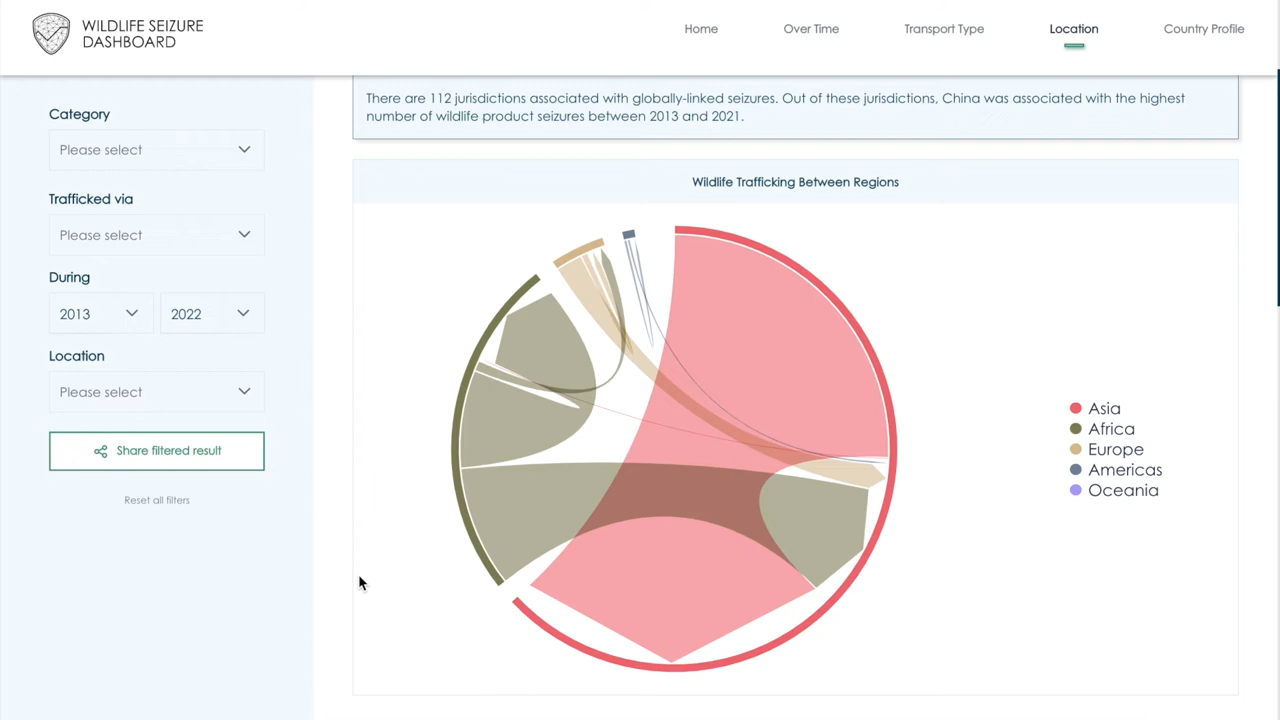 WILDLIFE SEIZURE
DASHBOARD
Home
Over Time
Transport Type
Location
Country Profile
Category
Please select
Trafficked via
Please select
During
2013
2022
Location
Please select
Share filtered result
Reset all filters
There are 112 jurisdictions associated with globally-linked seizures. Out of these jurisdictions, China was associated with the highest
number of wildlife product seizures between 2013 and 2021.
Wildlife Trafficking Between Regions
Asia
Africa
Europe
Americas
Oceania